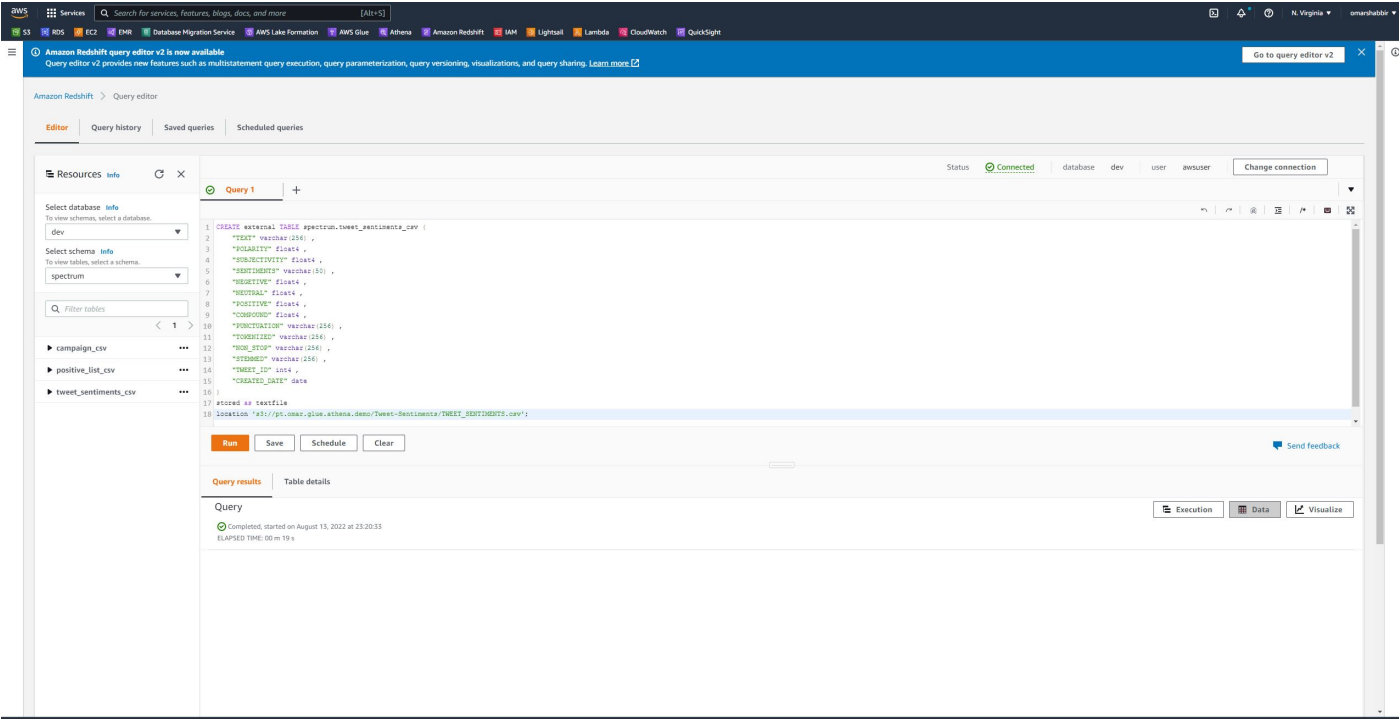 aws Services Search for services, features, blogs, docs, and more [Alt+S] N. Virginia ▼ omarshabbir ▼
S3 RDS EC2 EMR Database Migration Service AWS Lake Formation AWS Glue Athena Amazon Redshift IAM Lightsail Lambda CloudWatch QuickSight
Amazon Redshift query editor v2 is now available
Query editor v2 provides new features such as multistatement query execution, query parameterization, query versioning, visualizations, and query sharing. Learn more
Go to query editor v2
Amazon Redshift > Query editor
Editor Query history Saved queries Scheduled queries
Resources Info
Status Connected database dev user awsuser Change connection
Query 1 +
Select database Info
To view schemas, select a database.
dev
Select schema Info
To view tables, select a schema.
spectrum
Filter tables
< 1 >
campaign_csv
positive_list_csv
tweet_sentiments_csv
1 CREATE external TABLE spectrum.tweet_sentiments_csv (
2 "TEXT" varchar(256) ,
3 "POLARITY" float4 ,
4 "SUBJECTIVITY" float4 ,
5 "SENTIMENTS" varchar(50) ,
6 "NEGETIVE" float4 ,
7 "NEUTRAL" float4 ,
8 "POSITIVE" float4 ,
9 "COMPOUND" float4 ,
10 "PUNCTUATION" varchar(256) ,
11 "TOKENIZED" varchar(256) ,
12 "NON_STOP" varchar(256) ,
13 "STEMMED" varchar(256) ,
14 "TWEET_ID" int4 ,
15 "CREATED_DATE" date
16 )
17 stored as textfile
18 location 's3://pt.omar.glue.athena.demo/Tweet-Sentiments/TWEET_SENTIMENTS.csv';
Run Save Schedule Clear
Send feedback
Query results Table details
Query
Execution Data Visualize
Completed, started on August 13, 2022 at 23:20:33
ELAPSED TIME: 00 m 19 s